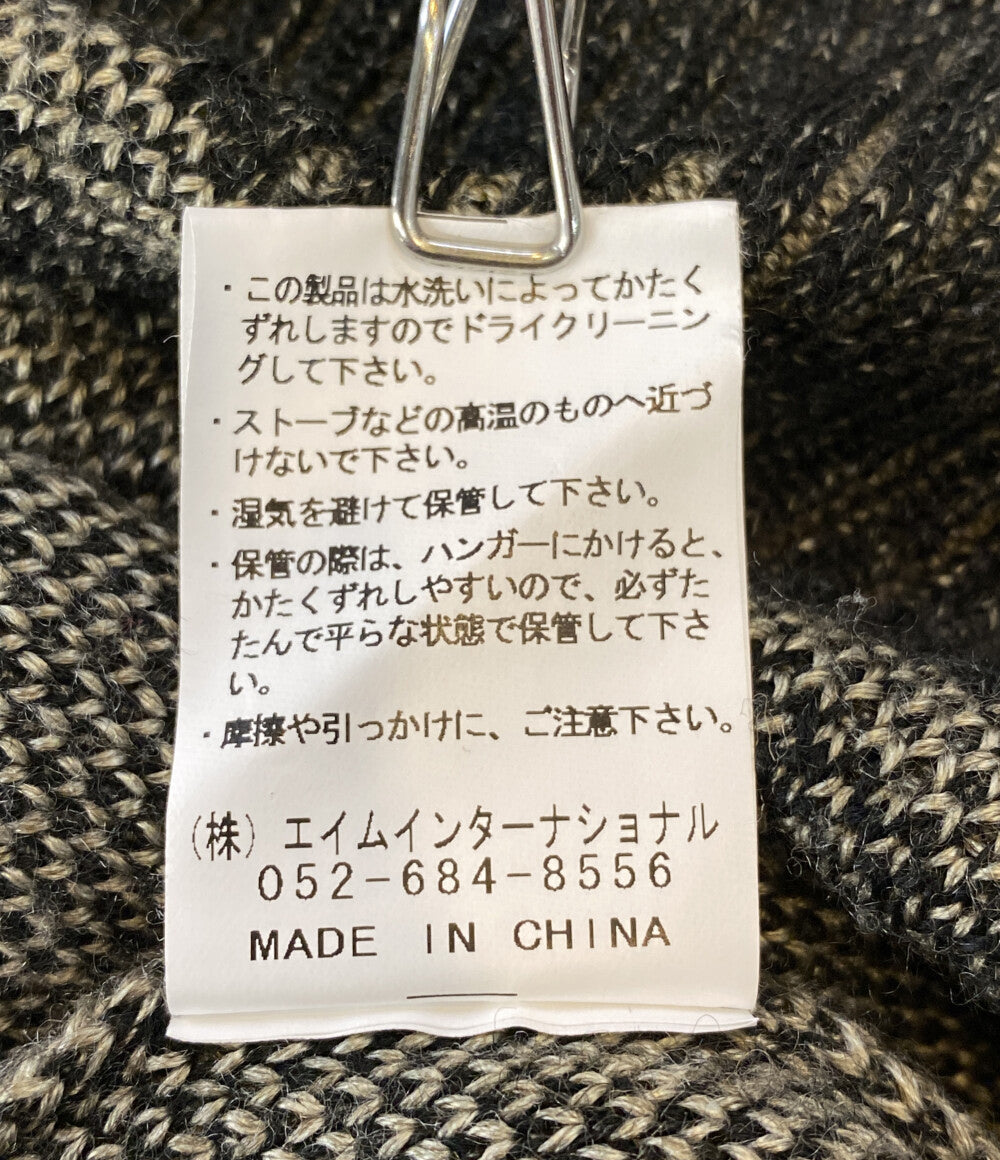 ・この製品は水洗いによってかたく
ずれしますのでドライクリーニン
グして下さい。
・ストーブなどの高温のものへ近づ
けないで下さい。
・湿気を避けて保管して下さい。
・保管の際は、ハンガーにかけると、
かたくずれしやすいので、必ずた
たんで平らな状態で保管して下さ
い。
・摩擦や引っかけに、ご注意下さい。
(株) エイムインターナショナル
052-684-8556
MADE IN CHINA